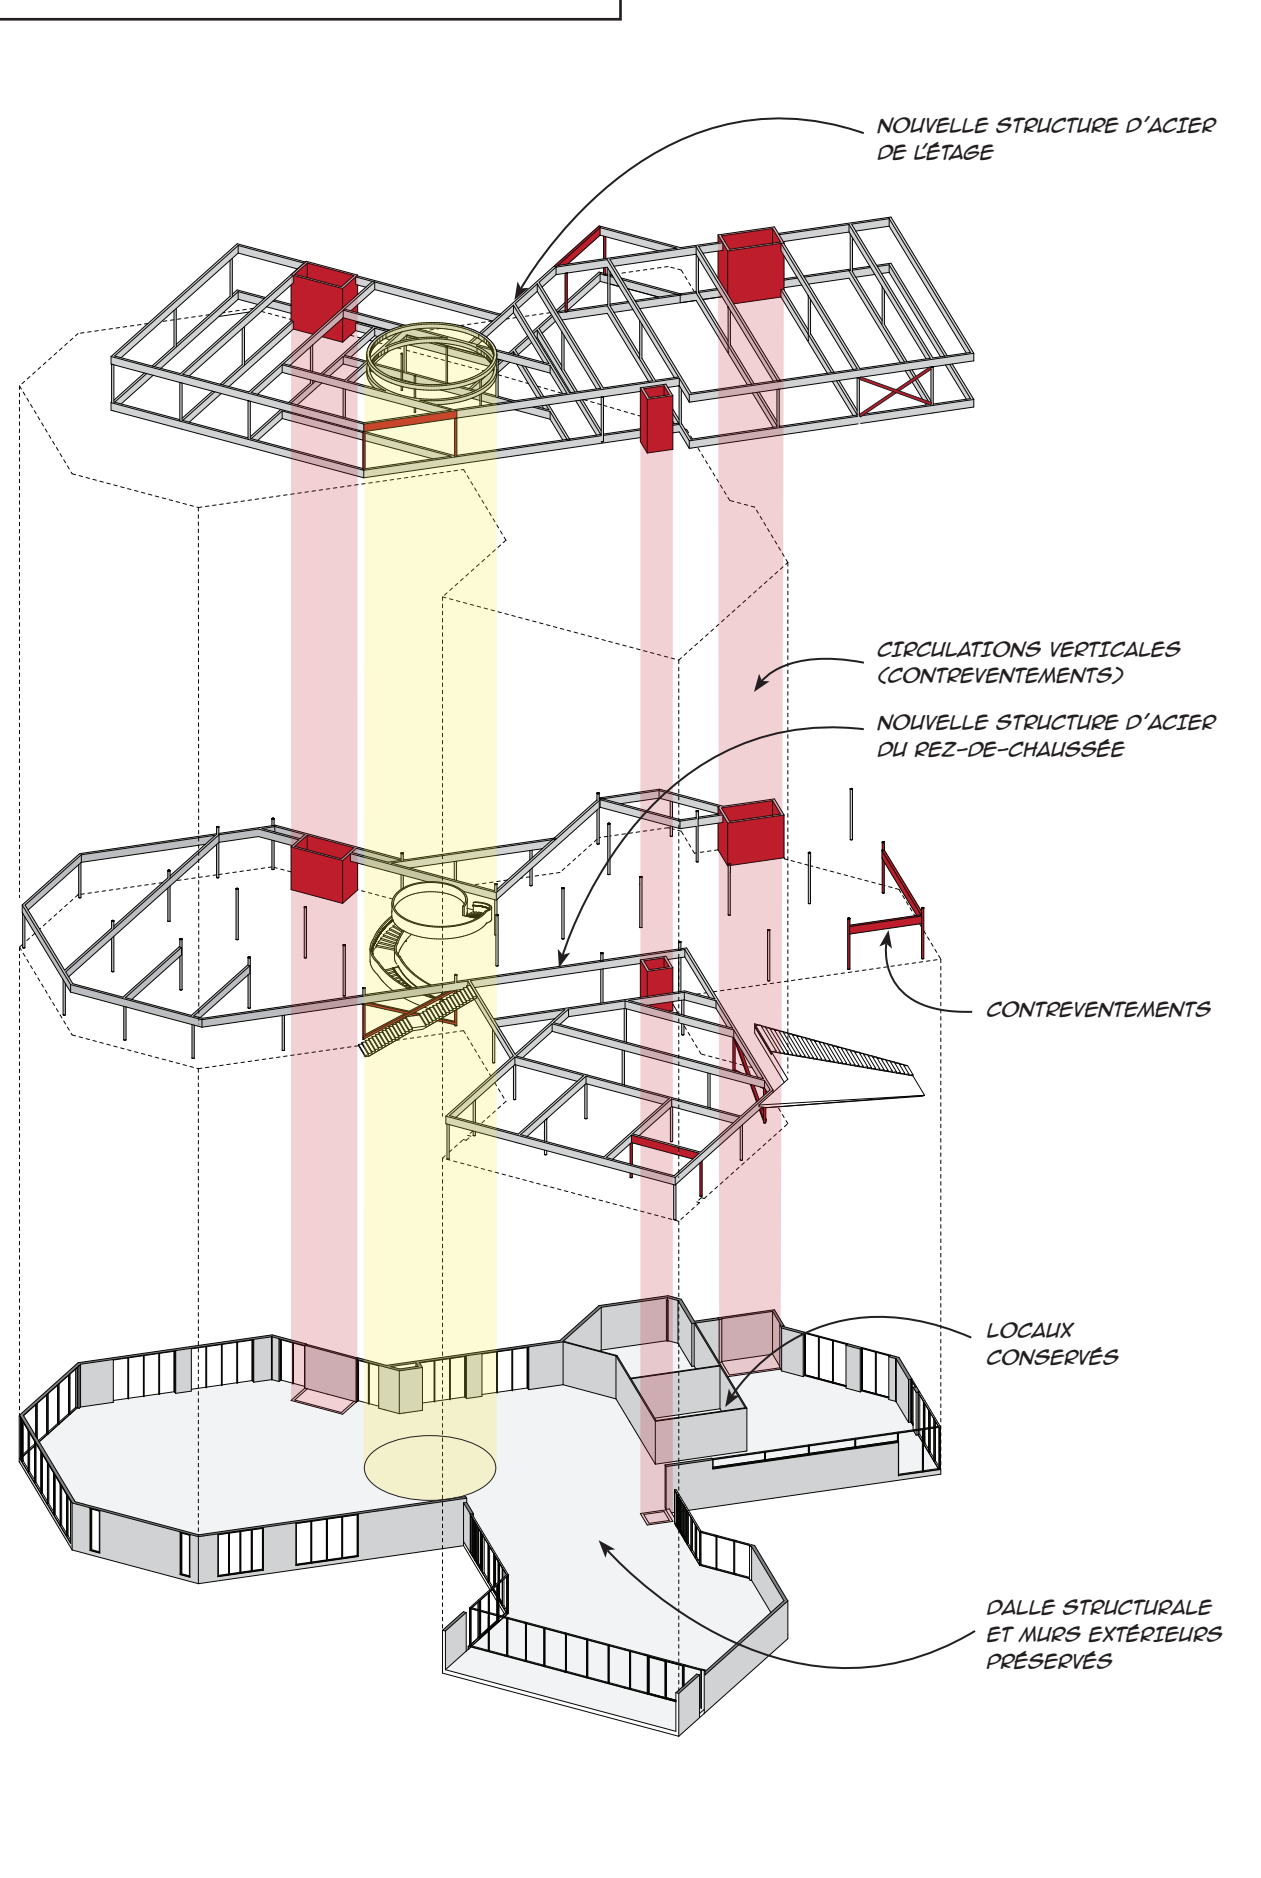 NOUVELLE STRUCTURE D'ACIER
DE L'ÉTAGE
CIRCULATIONS VERTICALES
(CONTREVENTEMENTS)
NOUVELLE STRUCTURE D'ACIER
DU REZ-DE-CHAUSSÉE
CONTREVENTEMENTS
LOCAUX
CONSERVÉS
DALLE STRUCTURALE
ET MURS EXTÉRIEURS
PRÉSERVÉS